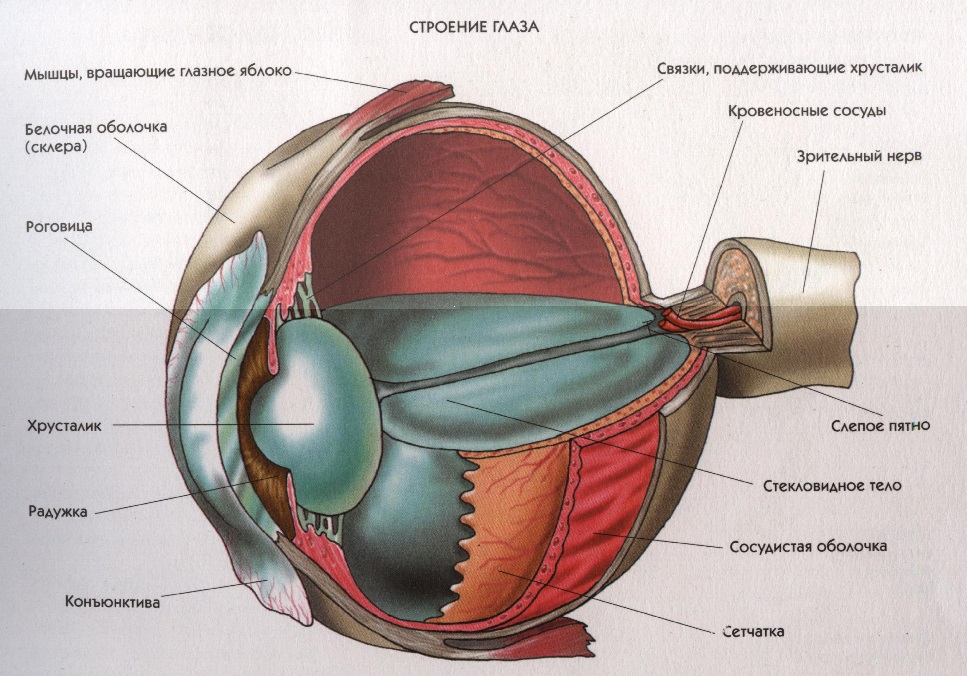 СТРОЕНИЕ ГЛАЗА
Мышцы, вращающие глазное яблоко
Связки, поддерживающие хрусталик
Белочная оболочка
(склера)
Кровеносные сосуды
Зрительный нерв
Роговица
Хрусталик
Слепое пятно
Стекловидное тело
Радужка
Сосудистая оболочка
Конъюнктива
Сетчатка